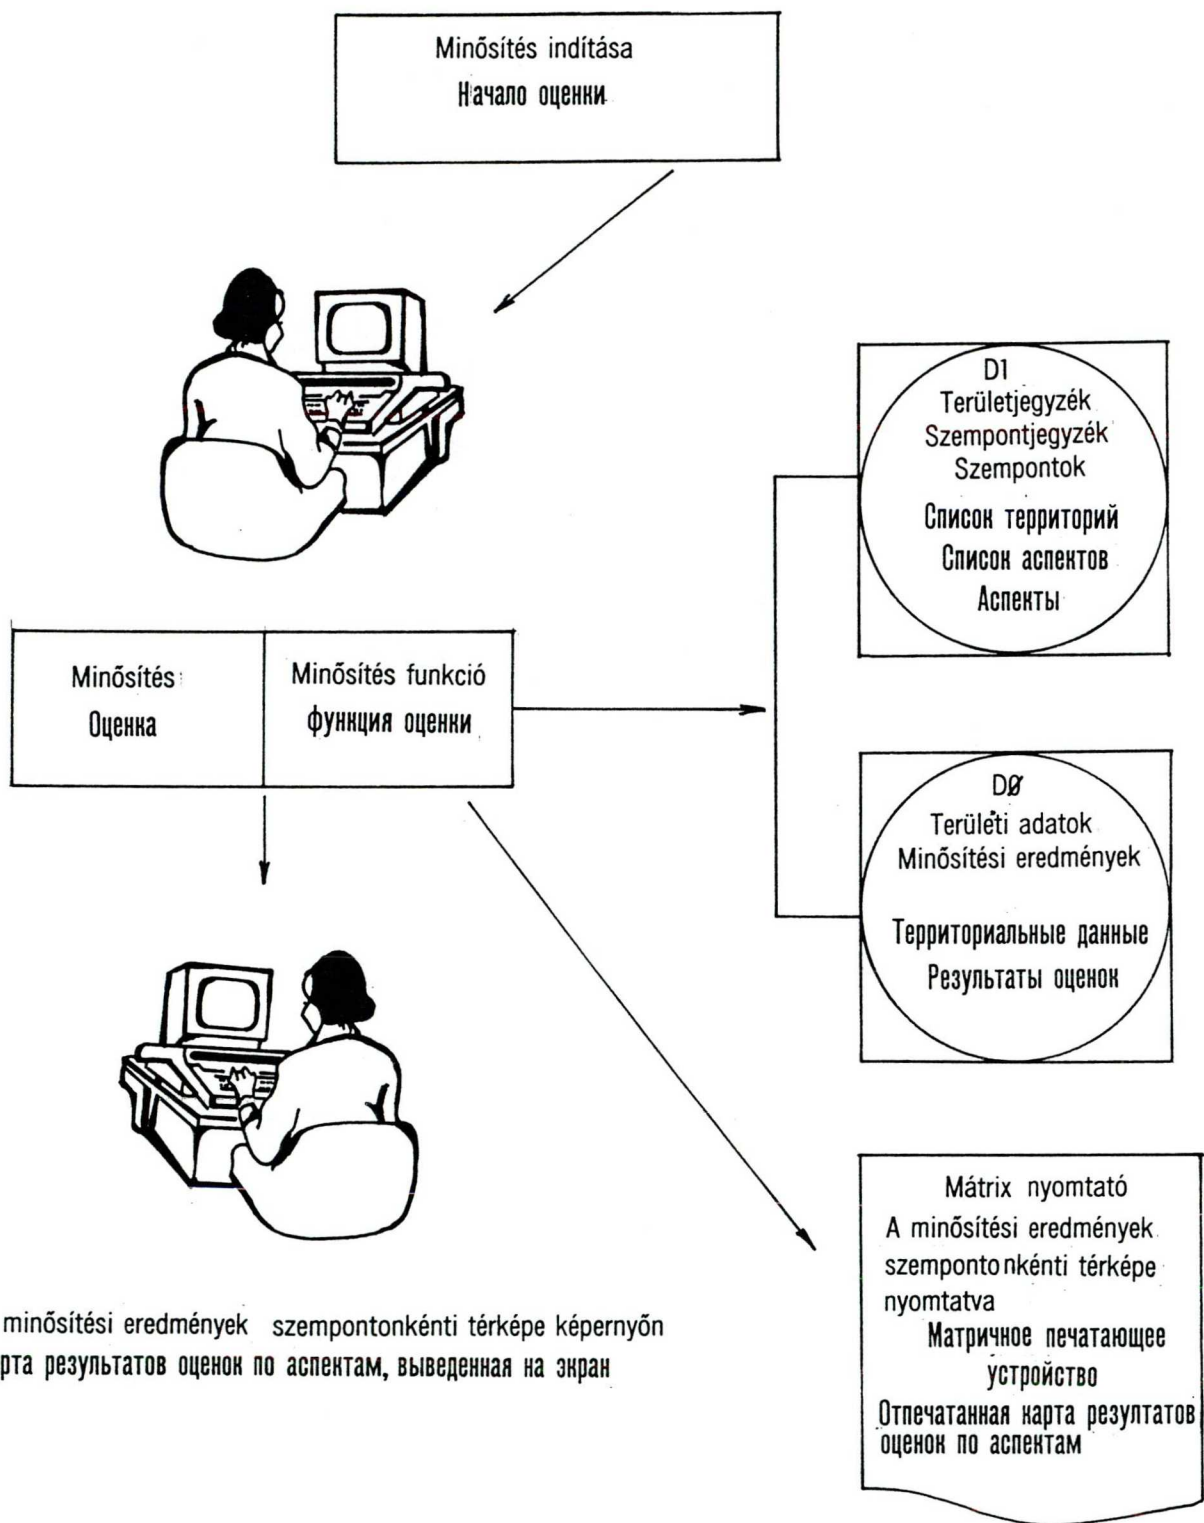 Minősítés indítása
Начало оценки
D1
Területjegyzék
Szempontjegyzék
Szempontok
Список территорий
Список аспектов
Аспекты
Minősítés
Оценка
Minősítés funkció
функция оценки
DØ
Területi adatok
Minősítési eredmények
Территориальные данные
Результаты оценок
minősítési eredmények szempontonkénti térképe képernyőn
рта результатов оценок по аспектам, выведенная на экран
Mátrix nyomtató
A minősítési eredmények
szempontonkénti térképe
nyomtatva
Матричное печатающее
устройство
Отпечатанная карта резултатов
оценок по аспектам